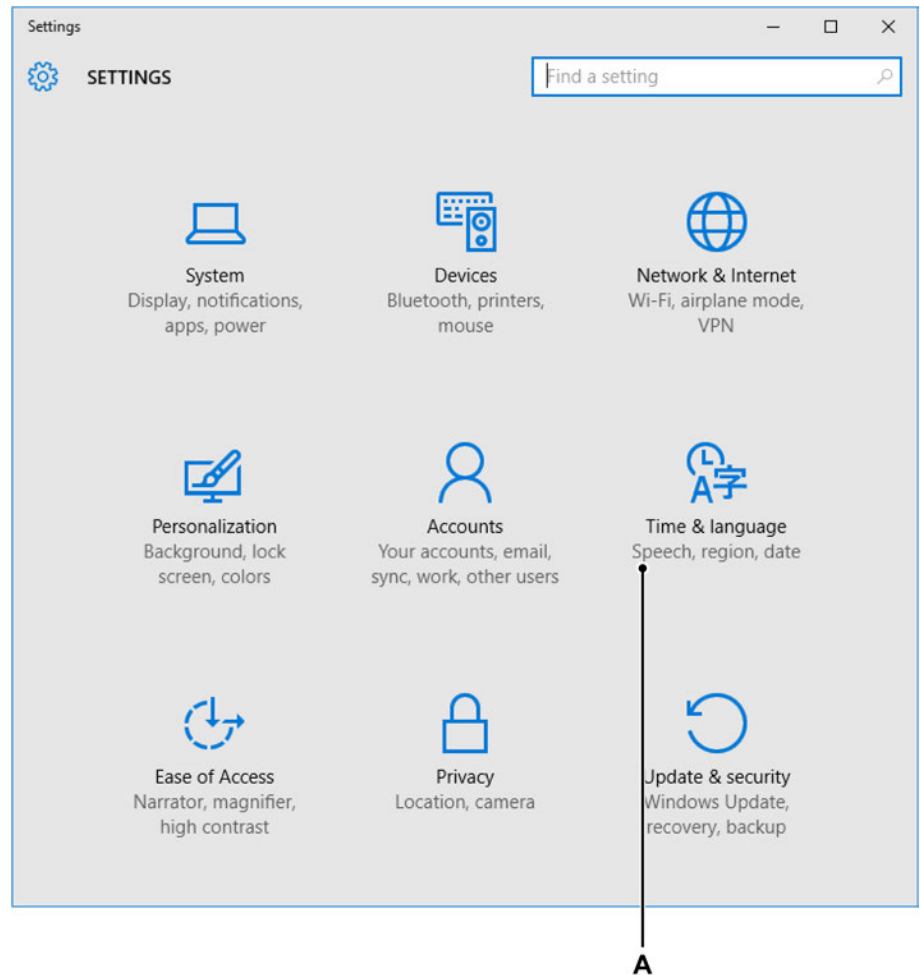 Settings
SETTINGS
Find a setting
System
Display, notifications,
apps, power
Devices
Bluetooth, printers,
mouse
Network & Internet
Wi-Fi, airplane mode,
VPN
Personalization
Background, lock
screen, colors
Accounts
Your accounts, email,
sync, work, other users
A字
Time & language
Speech, region, date
Ease of Access
Narrator, magnifier,
high contrast
Privacy
Location, camera
Update & security
Windows Update,
recovery, backup
A